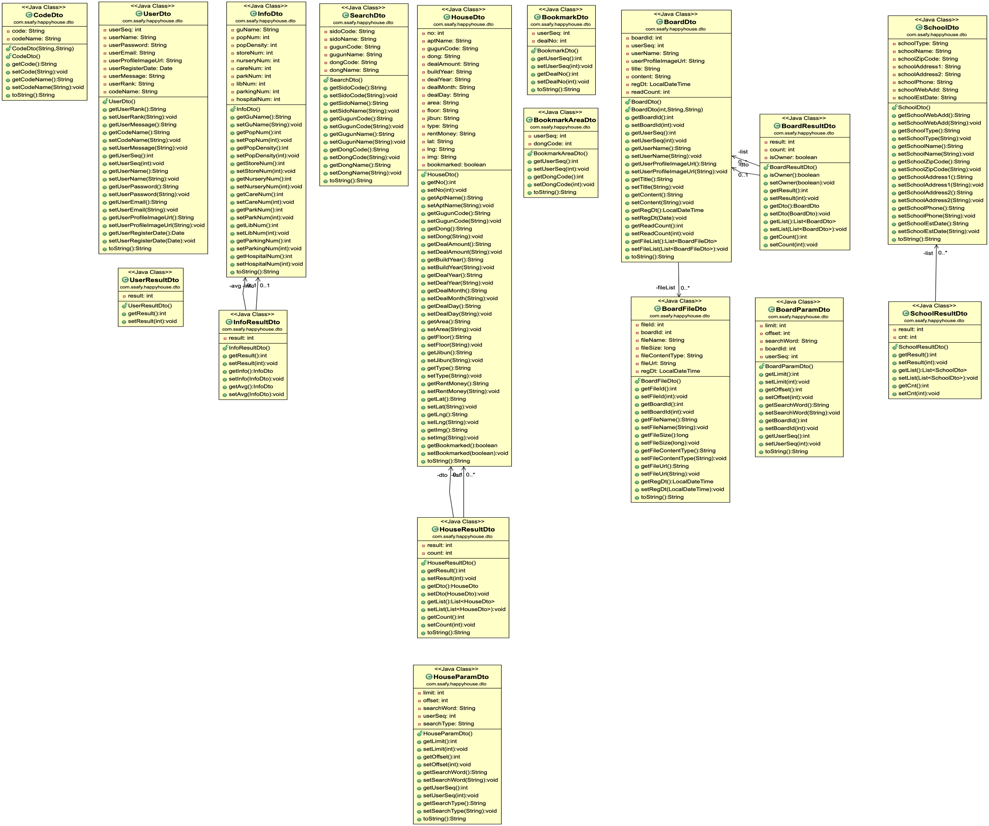 <<Java Class>>
CodeDto
com.ssafy.happyhouse.dto
code: String
codeName: String
CodeDto(String,String)
CodeDto()
getCode():String
setCode(String):void
getCodeName():String
setCodeName(String):void
toString():String
<<Java Class>>
UserDto
com.ssafy.happyhouse.dto
userSeq: int
userName: String
userPassword: String
userEmail: String
userProfileImageUrl: String
userRegisterDate: Date
userMessage: String
userRank: String
codeName: String
UserDto()
getUserRank():String
setUserRank(String):void
getUserMessage():String
getCodeName():String
setCodeName(String):void
setUserMessage(String):void
getUserSeq():int
setUserSeq(int):void
getUserName():String
setUserName(String):void
getUserPassword():String
setUserPassword(String):void
getUserEmail():String
setUserEmail(String):void
getUserProfileImageUrl():String
setUserProfileImageUrl(String):void
getUserRegisterDate():Date
setUserRegisterDate(Date):void
toString():String
<<Java Class>>
UserResultDto
com.ssafy.happyhouse.dto
result: int
UserResultDto()
getResult():int
setResult(int):void
<<Java Class>>
InfoDto
com.ssafy.happyhouse.dto
guName: String
popNum: int
popDensity: int
storeNum: int
nurseryNum: int
careNum: int
parkNum: int
libNum: int
parkingNum: int
hospitalNum: int
InfoDto()
getGuName():String
setGuName(String):void
getPopNum():int
setPopNum(int):void
getPopDensity():int
setPopDensity(int):void
getStoreNum():int
setStoreNum(int):void
getNurseryNum():int
setNurseryNum(int):void
getCareNum():int
setCareNum(int):void
getParkNum():int
setParkNum(int):void
getLibNum():int
setLibNum(int):void
getParkingNum():int
setParkingNum(int):void
getHospitalNum():int
setHospitalNum(int):void
toString():String
-avg
0..1
<<Java Class>>
InfoResultDto
com.ssafy.happyhouse.dto
result: int
InfoResultDto()
getResult():int
setResult(int):void
getInfo():InfoDto
setInfo(InfoDto):void
getAvg():InfoDto
setAvg(InfoDto):void
<<Java Class>>
SearchDto
com.ssafy.happyhouse.dto
sidoCode: String
sidoName: String
gugunCode: String
gugunName: String
dongCode: String
dongName: String
SearchDto()
getSidoCode():String
setSidoCode(String):void
getSidoName():String
setSidoName(String):void
getGugunCode():String
setGugunCode(String):void
getGugunName():String
setGugunName(String):void
getDongCode():String
setDongCode(String):void
getDongName():String
setDongName(String):void
toString():String
<<Java Class>>
HouseDto
com.ssafy.happyhouse.dto
no: int
aptName: String
gugunCode: String
dong: String
dealAmount: String
buildYear: String
dealYear: String
dealMonth: String
dealDay: String
area: String
floor: String
jibun: String
type: String
rentMoney: String
lat: String
lng: String
img: String
bookmarked: boolean
HouseDto()
getNo():int
setNo(int):void
getAptName():String
setAptName(String):void
getGugunCode():String
setGugunCode(String):void
getDong():String
setDong(String):void
getDealAmount():String
setDealAmount(String):void
getBuildYear():String
setBuildYear(String):void
getDealYear():String
setDealYear(String):void
getDealMonth():String
setDealMonth(String):void
getDealDay():String
setDealDay(String):void
getArea():String
setArea(String):void
getFloor():String
setFloor(String):void
getJibun():String
setJibun(String):void
getType():String
setType(String):void
getRentMoney():String
setRentMoney(String):void
getLat():String
setLat(String):void
getLng():String
setLng(String):void
getImg():String
setImg(String):void
getBookmarked():boolean
setBookmarked(boolean):void
toString():String
-dto
0..*
<<Java Class>>
HouseResultDto
com.ssafy.happyhouse.dto
result: int
count: int
HouseResultDto()
getResult():int
setResult(int):void
getDto():HouseDto
setDto(HouseDto):void
getList():List<HouseDto>
setList(List<HouseDto>):void
getCount():int
setCount(int):void
toString():String
<<Java Class>>
HouseParamDto
com.ssafy.happyhouse.dto
limit: int
offset: int
searchWord: String
userSeq: int
searchType: String
HouseParamDto()
getLimit():int
setLimit(int):void
getOffset():int
setOffset(int):void
getSearchWord():String
setSearchWord(String):void
getUserSeq():int
setUserSeq(int):void
getSearchType():String
setSearchType(String):void
toString():String
<<Java Class>>
BookmarkDto
com.ssafy.happyhouse.dto
userSeq: int
dealNo: int
BookmarkDto()
getUserSeq():int
setUserSeq(int):void
getDealNo():int
setDealNo(int):void
toString():String
<<Java Class>>
BookmarkAreaDto
com.ssafy.happyhouse.dto
userSeq: int
dongCode: int
BookmarkAreaDto()
getUserSeq():int
setUserSeq(int):void
getDongCode():int
setDongCode(int):void
toString():String
<<Java Class>>
BoardDto
com.ssafy.happyhouse.dto
boardId: int
userSeq: int
userName: String
userProfileImageUrl: String
title: String
content: String
regDt: LocalDateTime
readCount: int
BoardDto()
BoardDto(int,String,String)
getBoardId():int
setBoardId(int):void
getUserSeq():int
setUserSeq(int):void
getUserName():String
setUserName(String):void
getUserProfileImageUrl():String
setUserProfileImageUrl(String):void
getTitle():String
setTitle(String):void
getContent():String
setContent(String):void
getRegDt():LocalDateTime
setRegDt(Date):void
getReadCount():int
setReadCount(int):void
getFileList():List<BoardFileDto>
setFileList(List<BoardFileDto>):void
toString():String
-list
0..1
<<Java Class>>
BoardResultDto
com.ssafy.happyhouse.dto
result: int
count: int
isOwner: boolean
BoardResultDto()
isOwner():boolean
setOwner(boolean):void
getResult():int
setResult(int):void
getDto():BoardDto
setDto(BoardDto):void
getList():List<BoardDto>
setList(List<BoardDto>):void
getCount():int
setCount(int):void
-fileList
0..*
<<Java Class>>
BoardFileDto
com.ssafy.happyhouse.dto
fileId: int
boardId: int
fileName: String
fileSize: long
fileContentType: String
fileUrl: String
regDt: LocalDateTime
BoardFileDto()
getFileId():int
setFileId(int):void
getBoardId():int
setBoardId(int):void
getFileName():String
setFileName(String):void
getFileSize():long
setFileSize(long):void
getFileContentType():String
setFileContentType(String):void
getFileUrl():String
setFileUrl(String):void
getRegDt():LocalDateTime
setRegDt(LocalDateTime):void
toString():String
<<Java Class>>
BoardParamDto
com.ssafy.happyhouse.dto
limit: int
offset: int
searchWord: String
boardId: int
userSeq: int
BoardParamDto()
getLimit():int
setLimit(int):void
getOffset():int
setOffset(int):void
getSearchWord():String
setSearchWord(String):void
getBoardId():int
setBoardId(int):void
getUserSeq():int
setUserSeq(int):void
toString():String
<<Java Class>>
SchoolDto
com.ssafy.happyhouse.dto
schoolType: String
schoolName: String
schoolZipCode: String
schoolAddress1: String
schoolAddress2: String
schoolPhone: String
schoolWebAdd: String
schoolEstDate: String
SchoolDto()
getSchoolWebAdd():String
setSchoolWebAdd(String):void
getSchoolType():String
setSchoolType(String):void
getSchoolName():String
setSchoolName(String):void
getSchoolZipCode():String
setSchoolZipCode(String):void
getSchoolAddress1():String
setSchoolAddress1(String):void
getSchoolAddress2():String
setSchoolAddress2(String):void
getSchoolPhone():String
setSchoolPhone(String):void
getSchoolEstDate():String
setSchoolEstDate(String):void
toString():String
-list
0..*
<<Java Class>>
SchoolResultDto
com.ssafy.happyhouse.dto
result: int
cnt: int
SchoolResultDto()
getResult():int
setResult(int):void
getList():List<SchoolDto>
setList(List<SchoolDto>):void
getCnt():int
setCnt(int):void